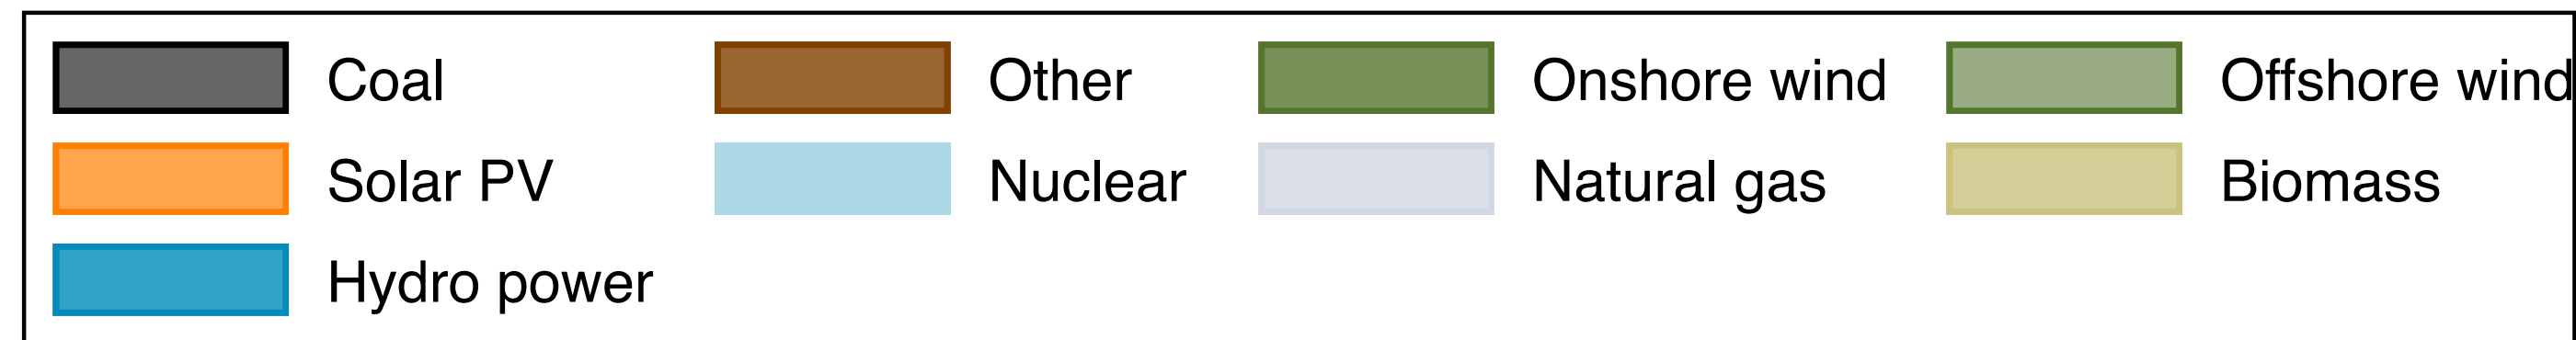 Coal Other Onshore wind Offshore wind
Solar PV Nuclear Natural gas Biomass
Hydro power